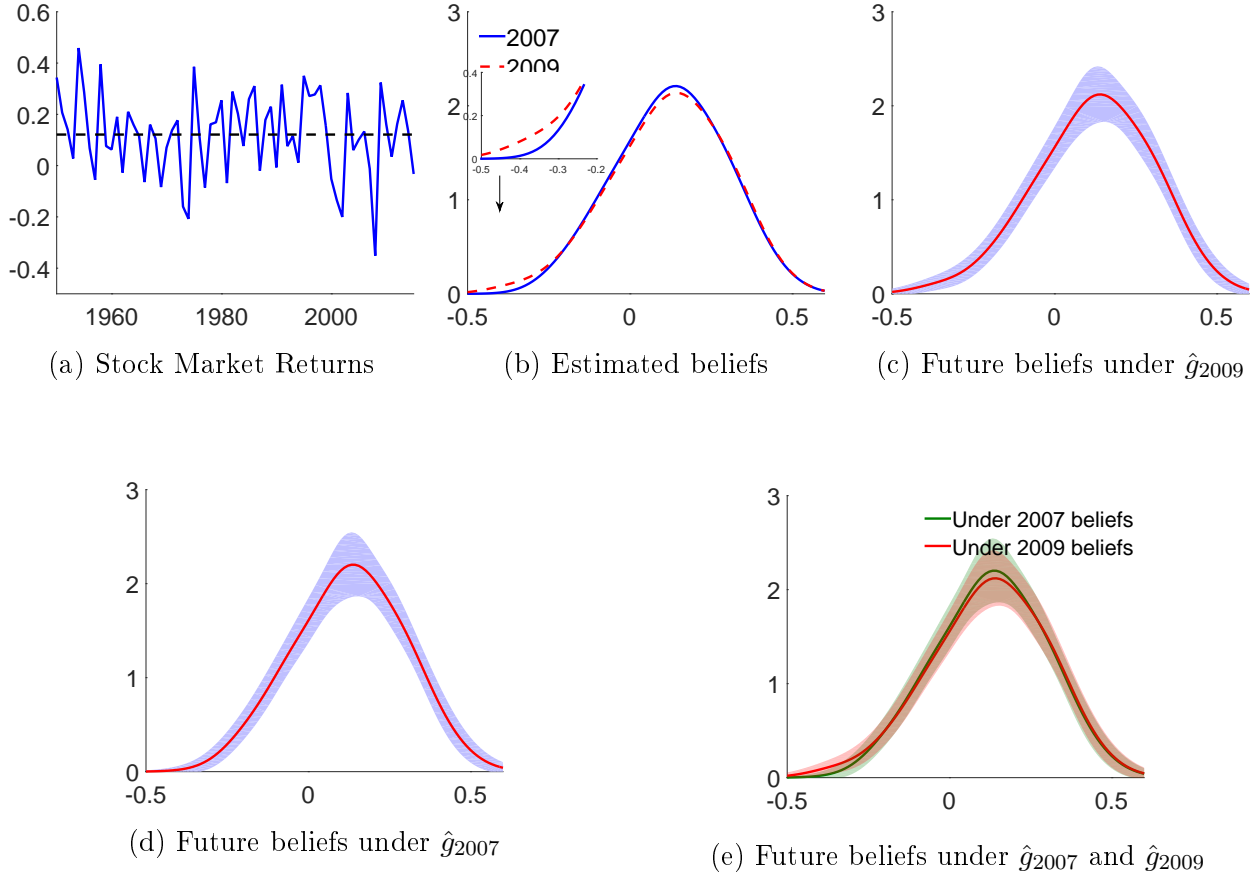 0.6
0.4
0.2
0
-0.2
-0.4
1960 1980 2000
(a) Stock Market Returns
3
2
1
0
-0.5 0 0.5
2007
2009
0.4
0.2
0
-0.5 -0.4 -0.3 -0.2
(b) Estimated beliefs
3
2
1
0
-0.5 0 0.5
(c) Future beliefs under ĝ2009
3
2
1
0
-0.5 0 0.5
(d) Future beliefs under ĝ2007
3
2
1
0
-0.5 0 0.5
Under 2007 beliefs
Under 2009 beliefs
(e) Future beliefs under ĝ2007 and ĝ2009